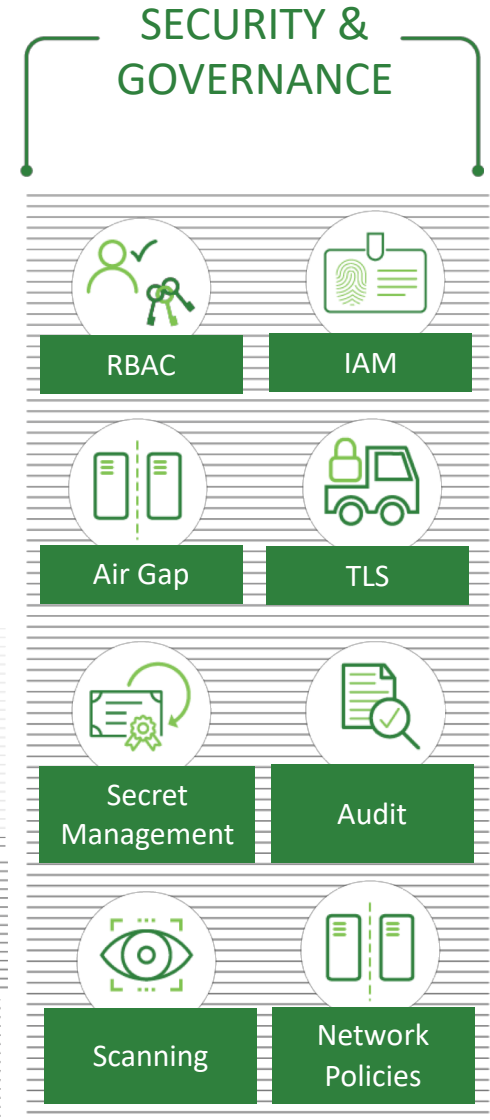 SECURITY &
GOVERNANCE
RBAC
IAM
Air Gap
TLS
Secret
Management
Audit
Scanning
Network
Policies